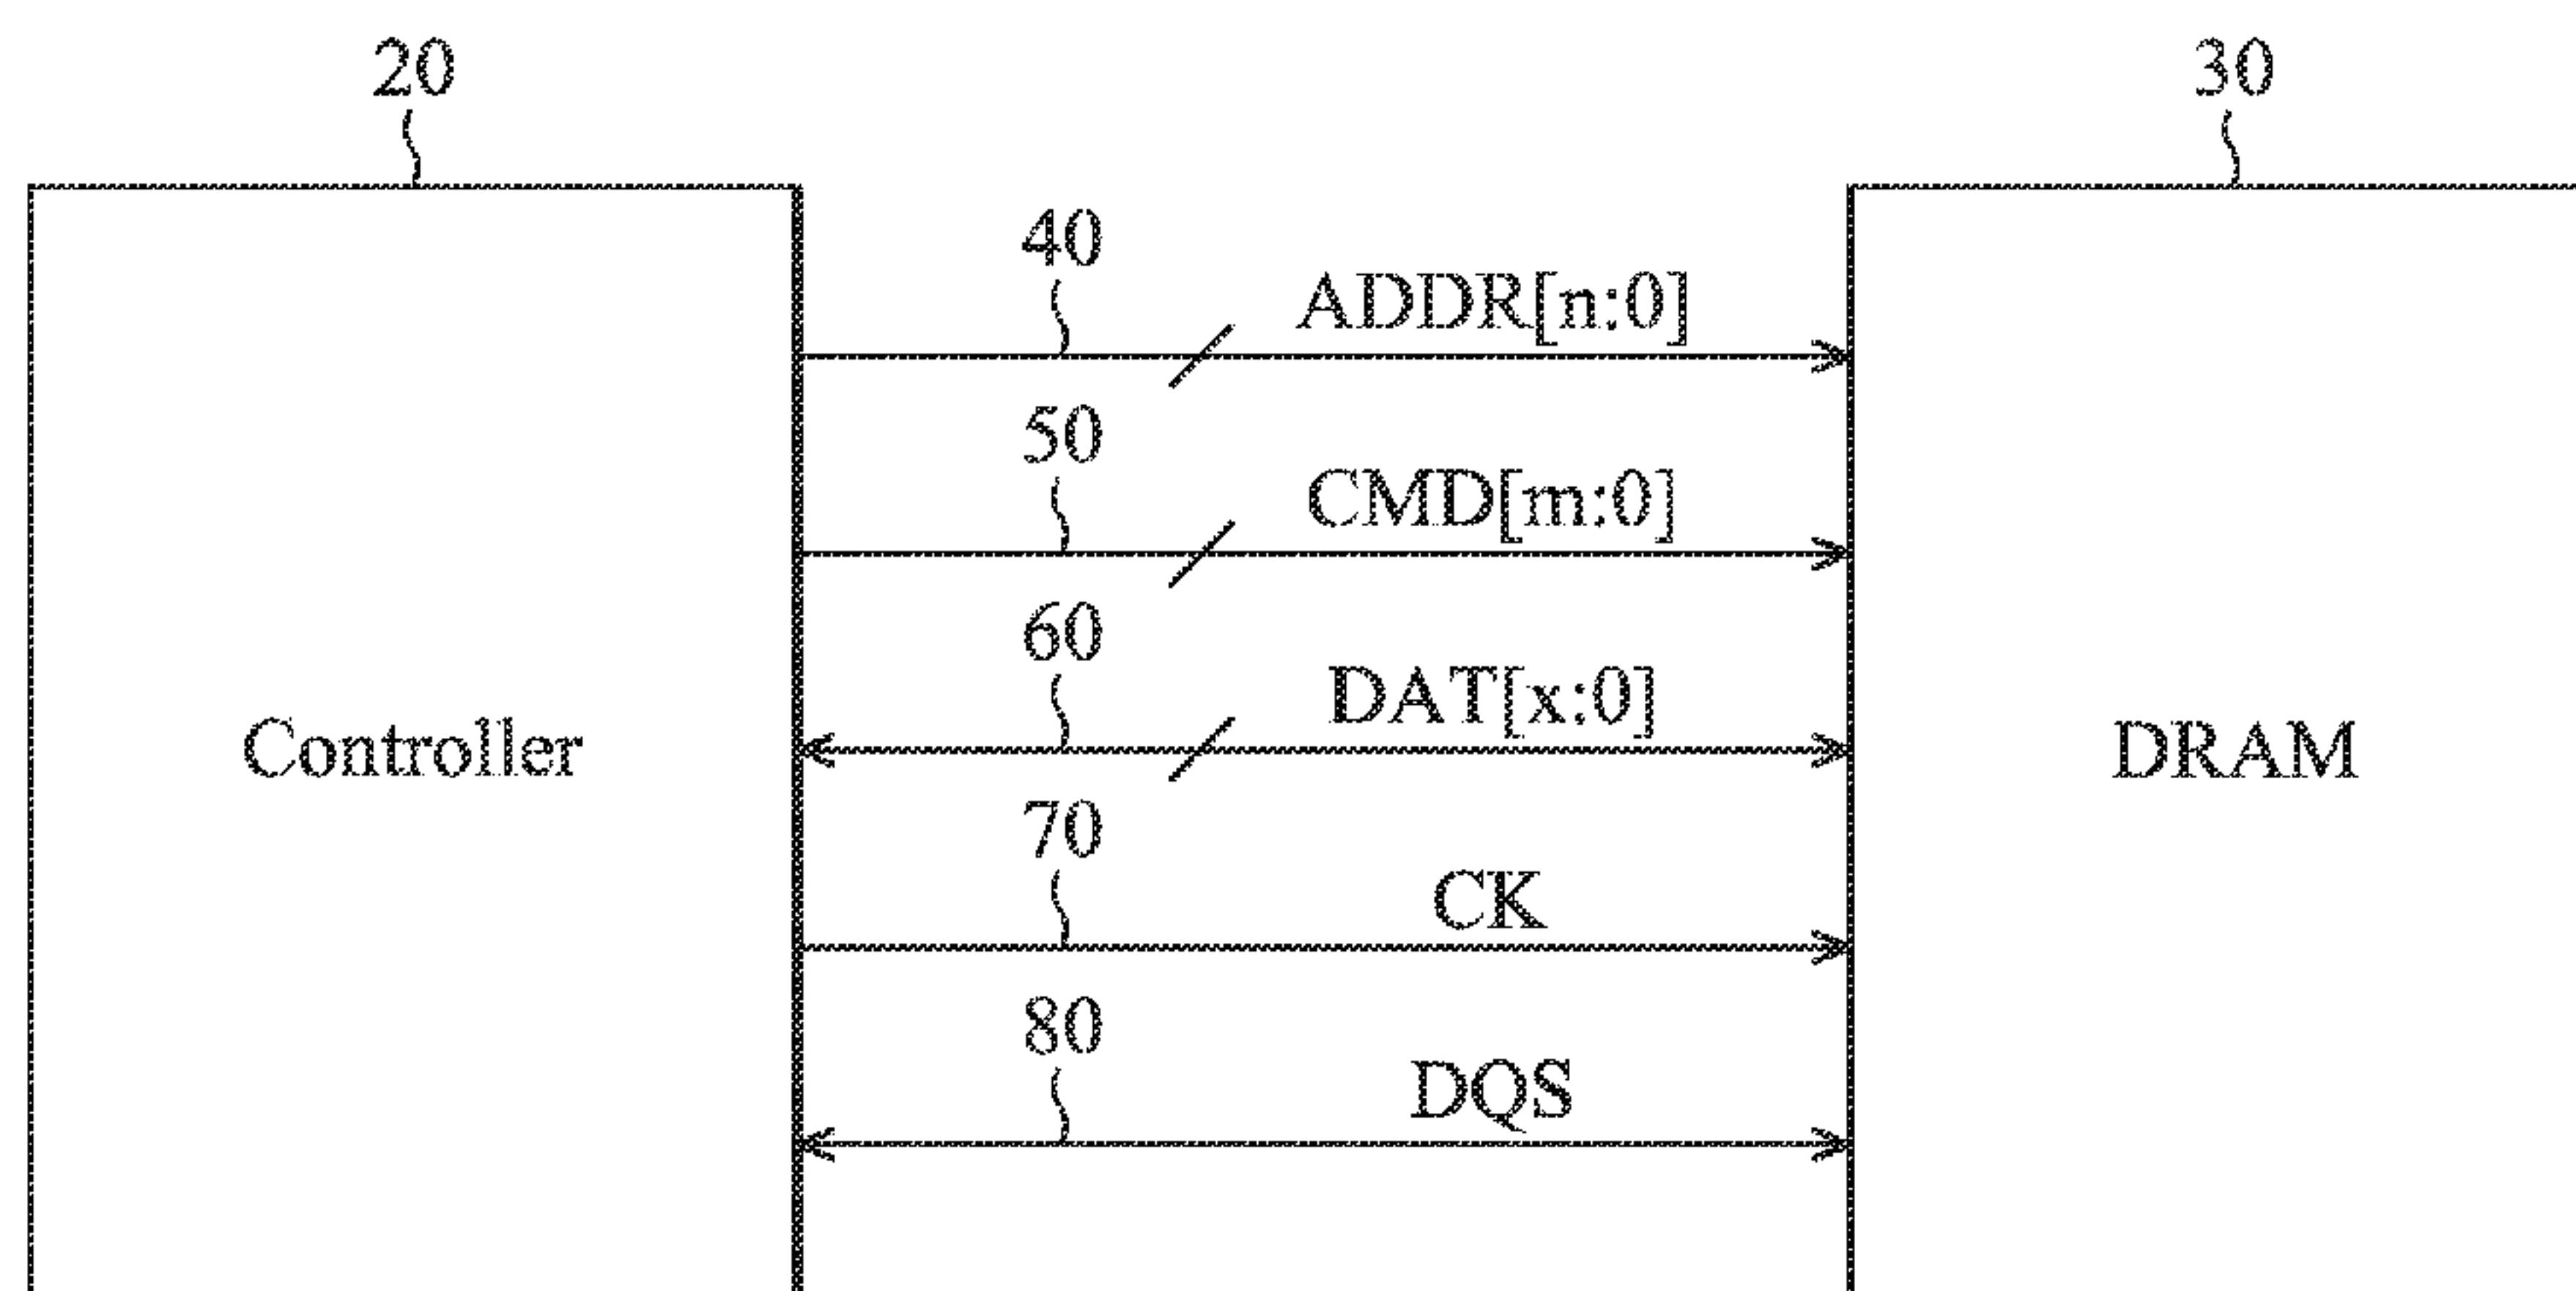 20
30
40
ADDR[n:0]
50
CMD[m:0]
60
DAT[x:0]
Controller
DRAM
70
CK
80
DQS